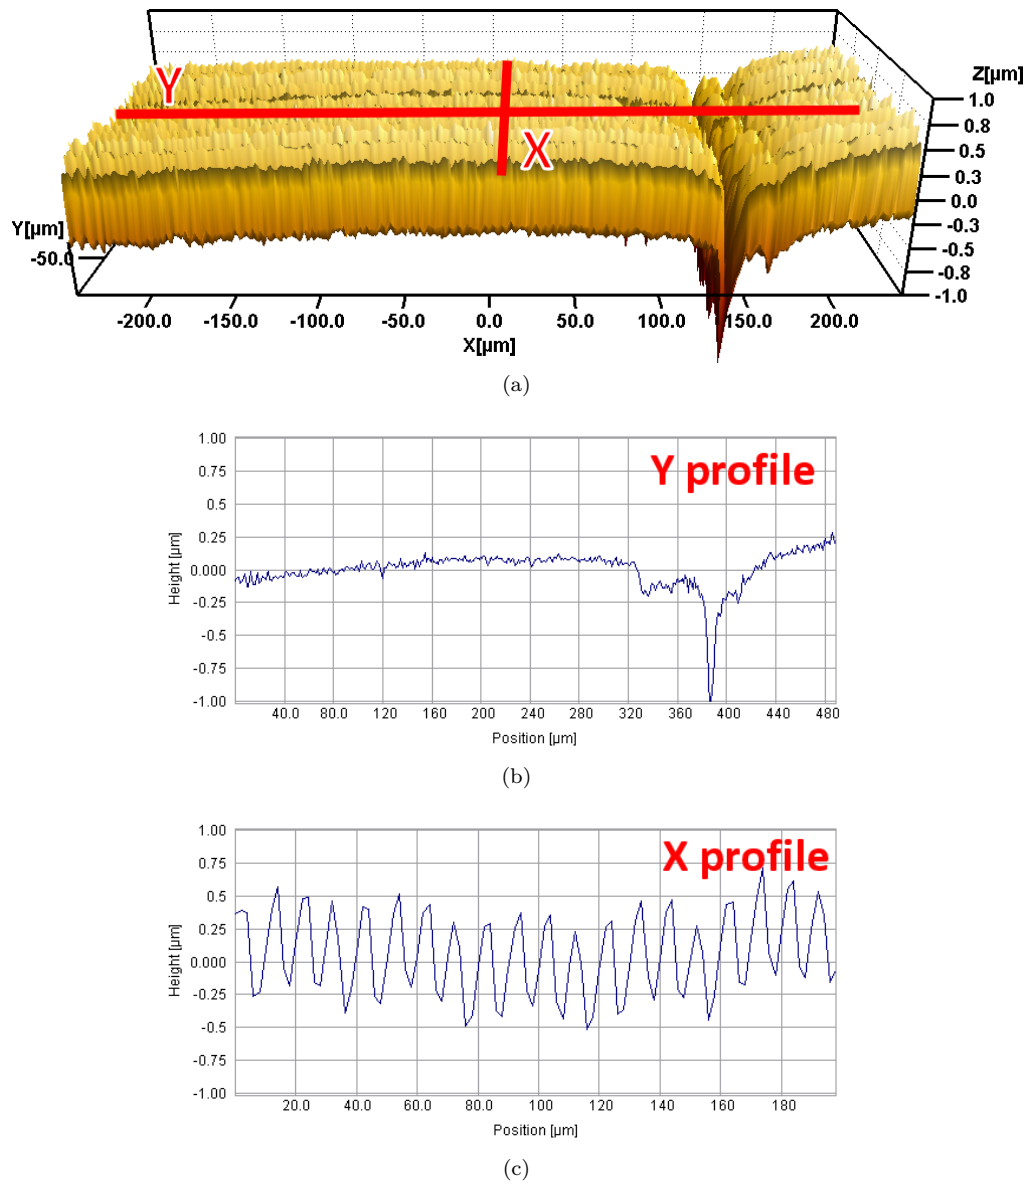 Z[µm]
1.0
0.8
0.5
0.3
0.0
-0.3
-0.5
-0.8
-1.0
Y
X
Y[µm]
-50.0
-200.0 -150.0 -100.0 -50.0 0.0 50.0 100.0 150.0 200.0
X[µm]
(a)
Y profile
1.00
0.75
0.5
0.25
0.000
-0.25
-0.5
-0.75
-1.00
Height [µm]
40.0 80.0 120 160 200 240 280 320 360 400 440 480
Position [µm]
(b)
X profile
1.00
0.75
0.5
0.25
0.000
-0.25
-0.5
-0.75
-1.00
Height [µm]
20.0 40.0 60.0 80.0 100 120 140 160 180
Position [µm]
(c)